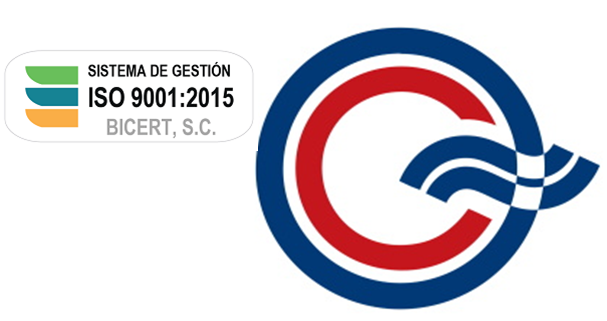 SISTEMA DE GESTIÓN
ISO 9001:2015
BICERT, S.C.